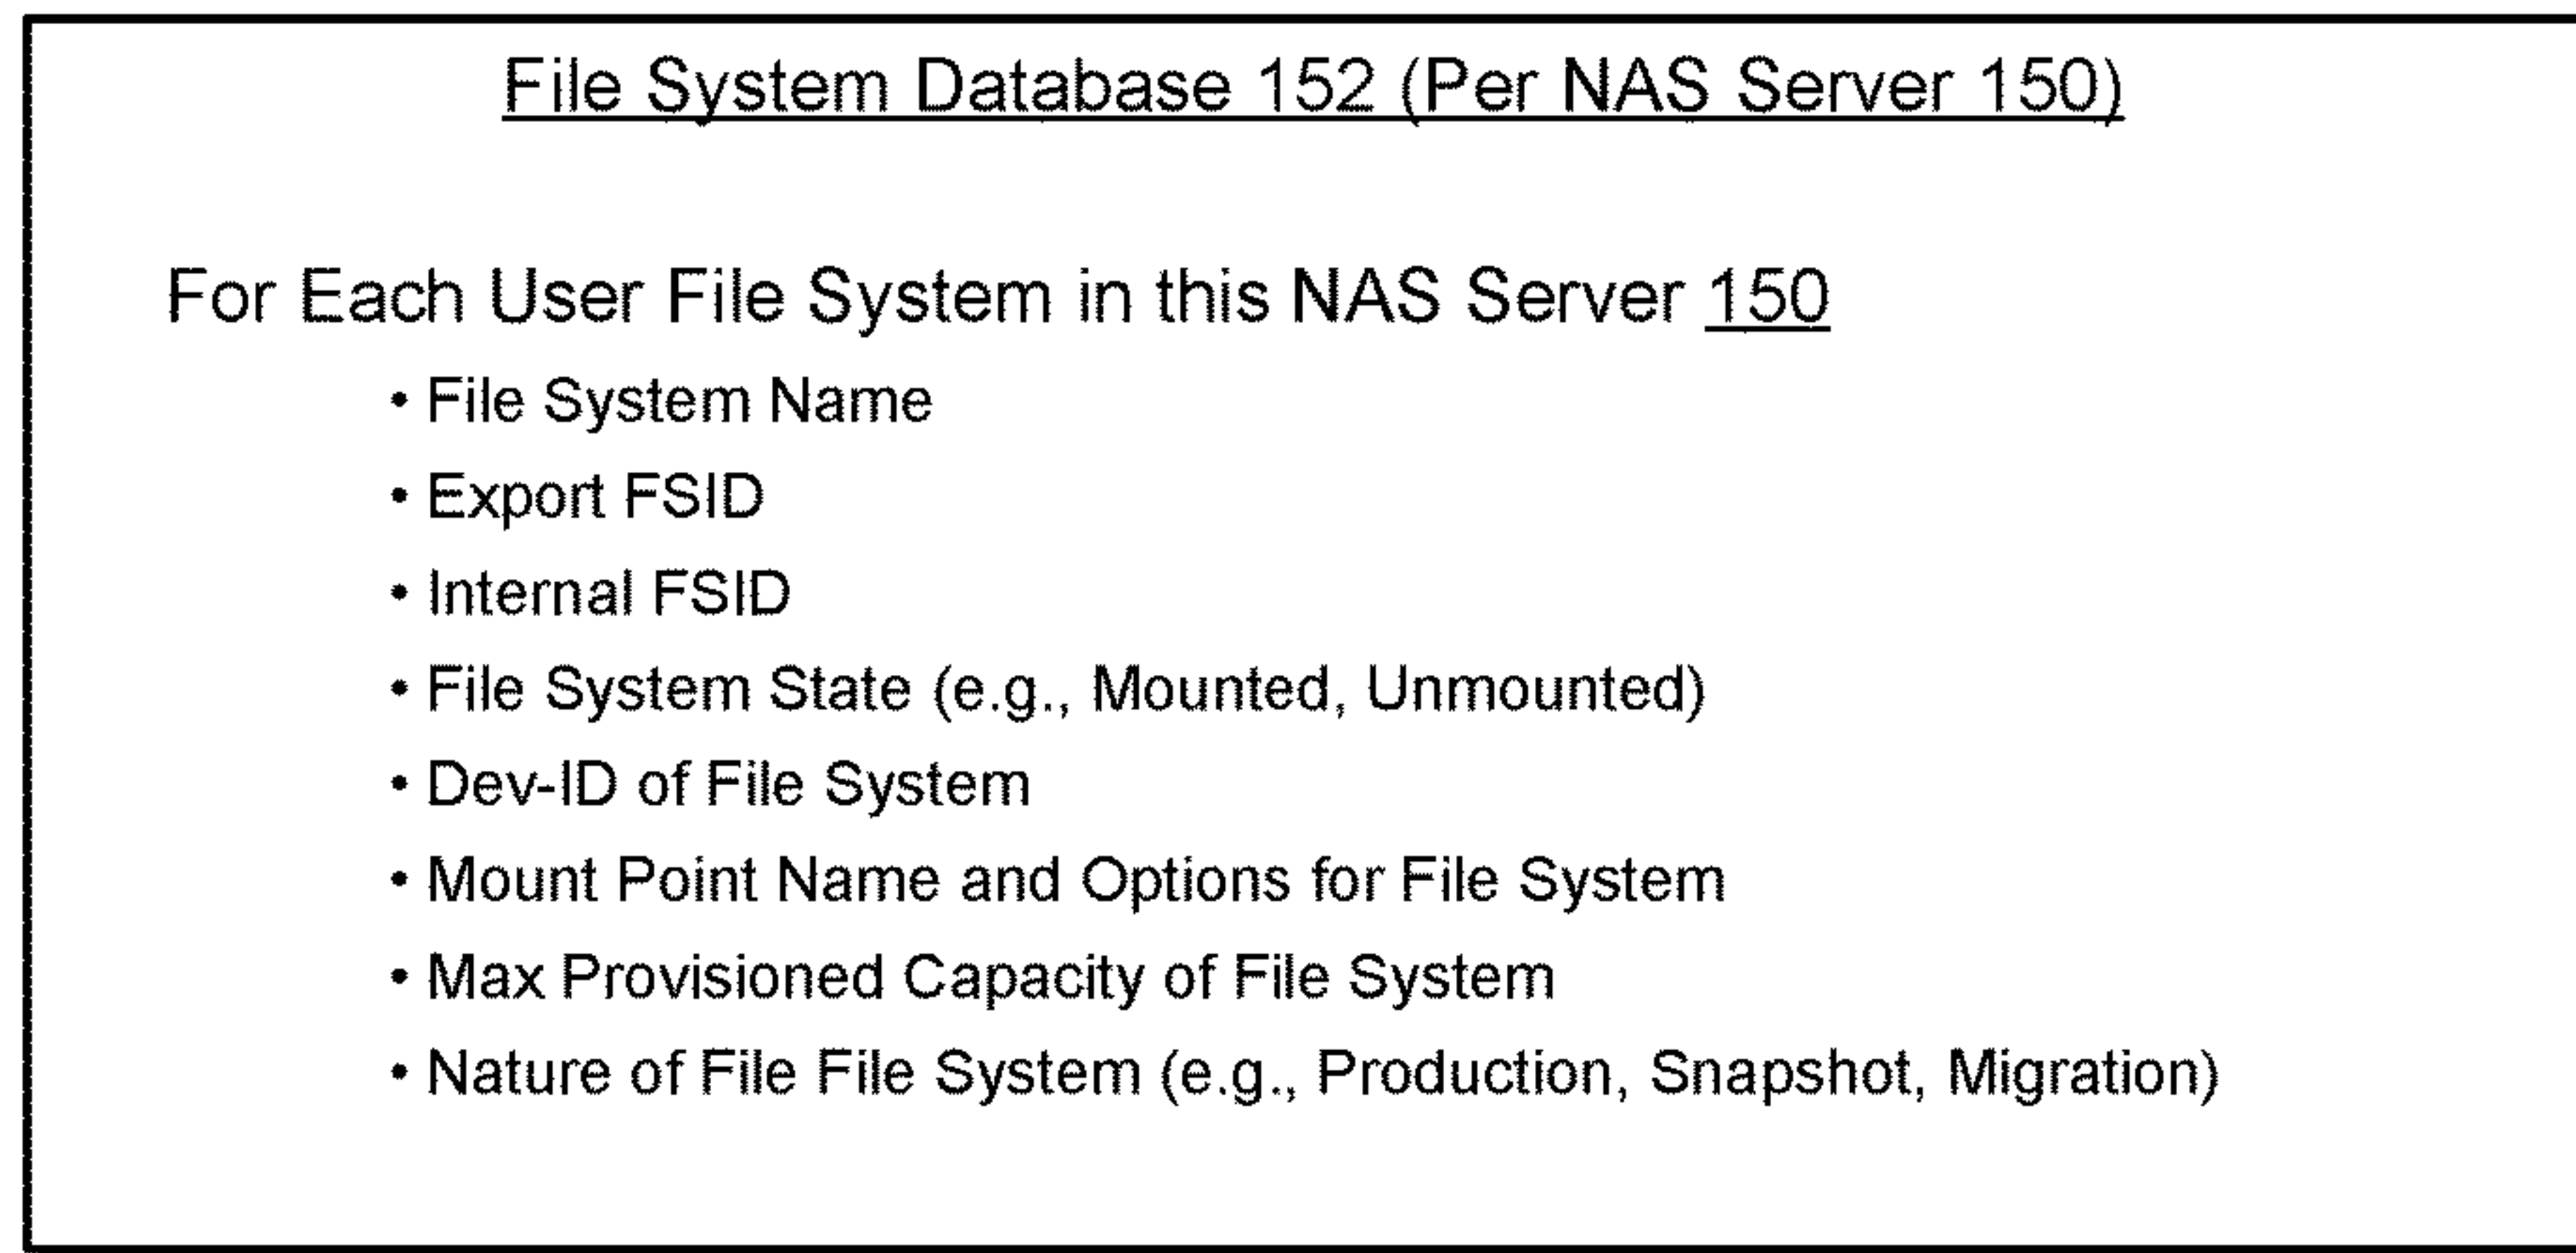 File System Database 152 (Per NAS Server 150)
For Each User File System in this NAS Server 150
• File System Name
• Export FSID
• Internal FSID
• File System State (e.g., Mounted, Unmounted)
• Dev-ID of File System
• Mount Point Name and Options for File System
• Max Provisioned Capacity of File System
• Nature of File File System (e.g., Production, Snapshot, Migration)